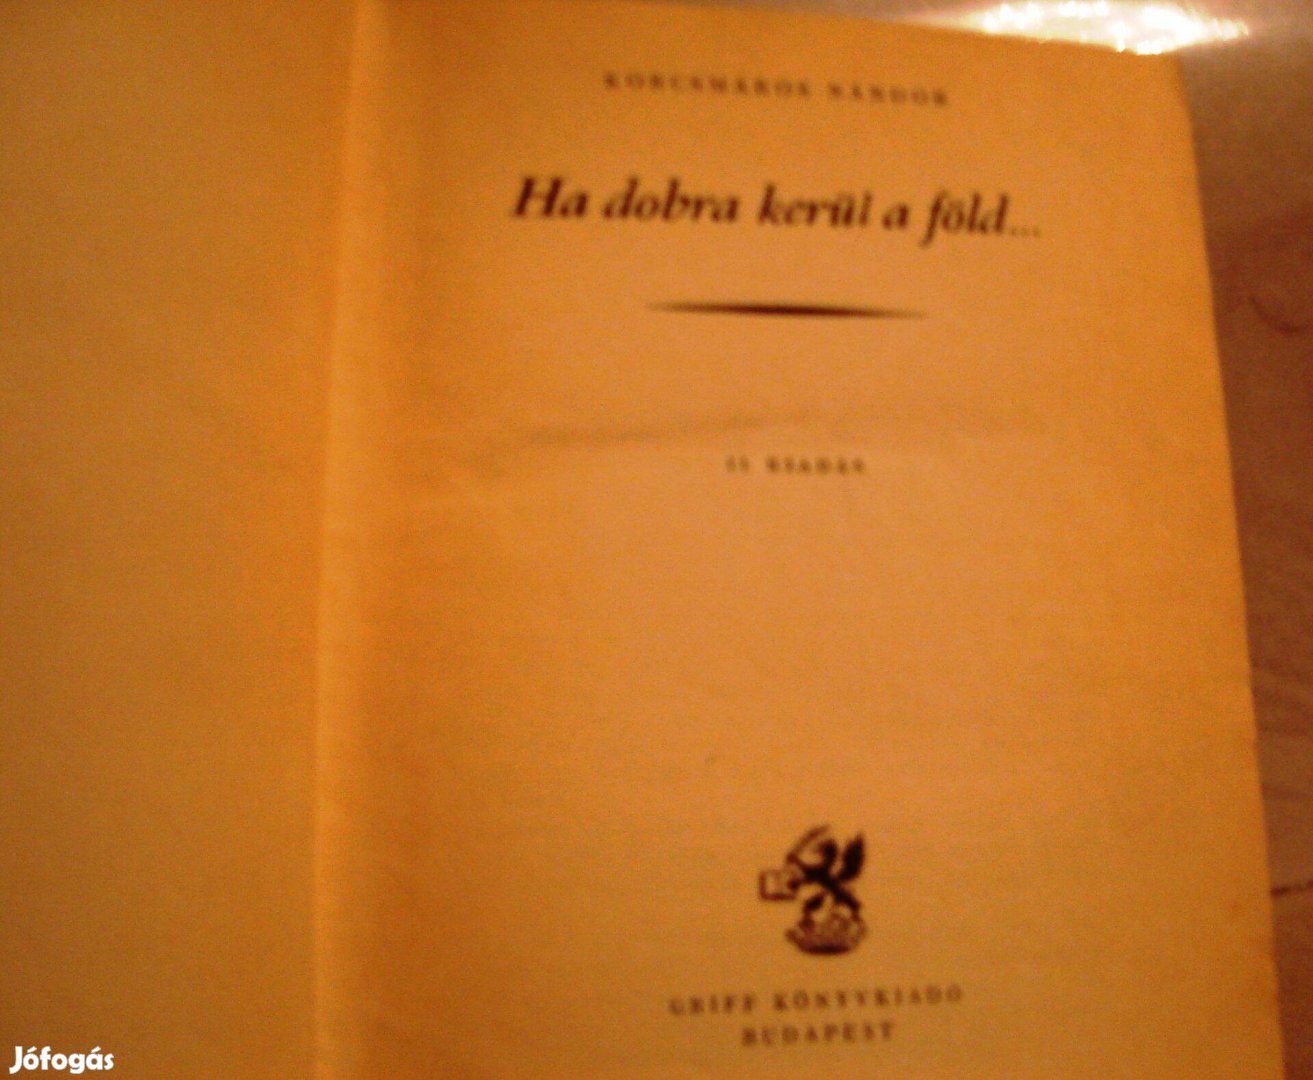 KORCSMÁROS NÁNDOR
Ha dobra kerül a föld...
II KIADÁS
GRIFF KÖNYVKIADÓ
BUDAPEST
Jófogás